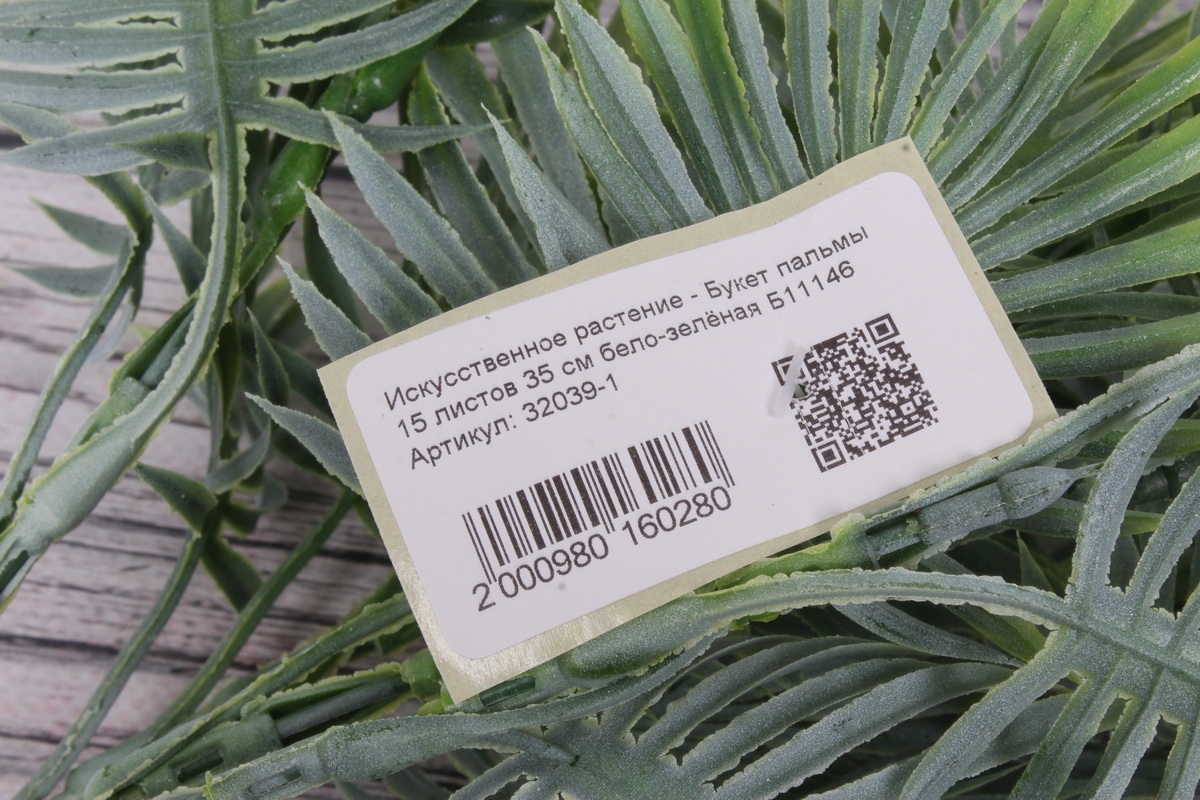 Искусственное растение - Букет пальмы
15 листов 35 см бело-зелёная Б11146
Артикул: 32039-1
2 000980 160280